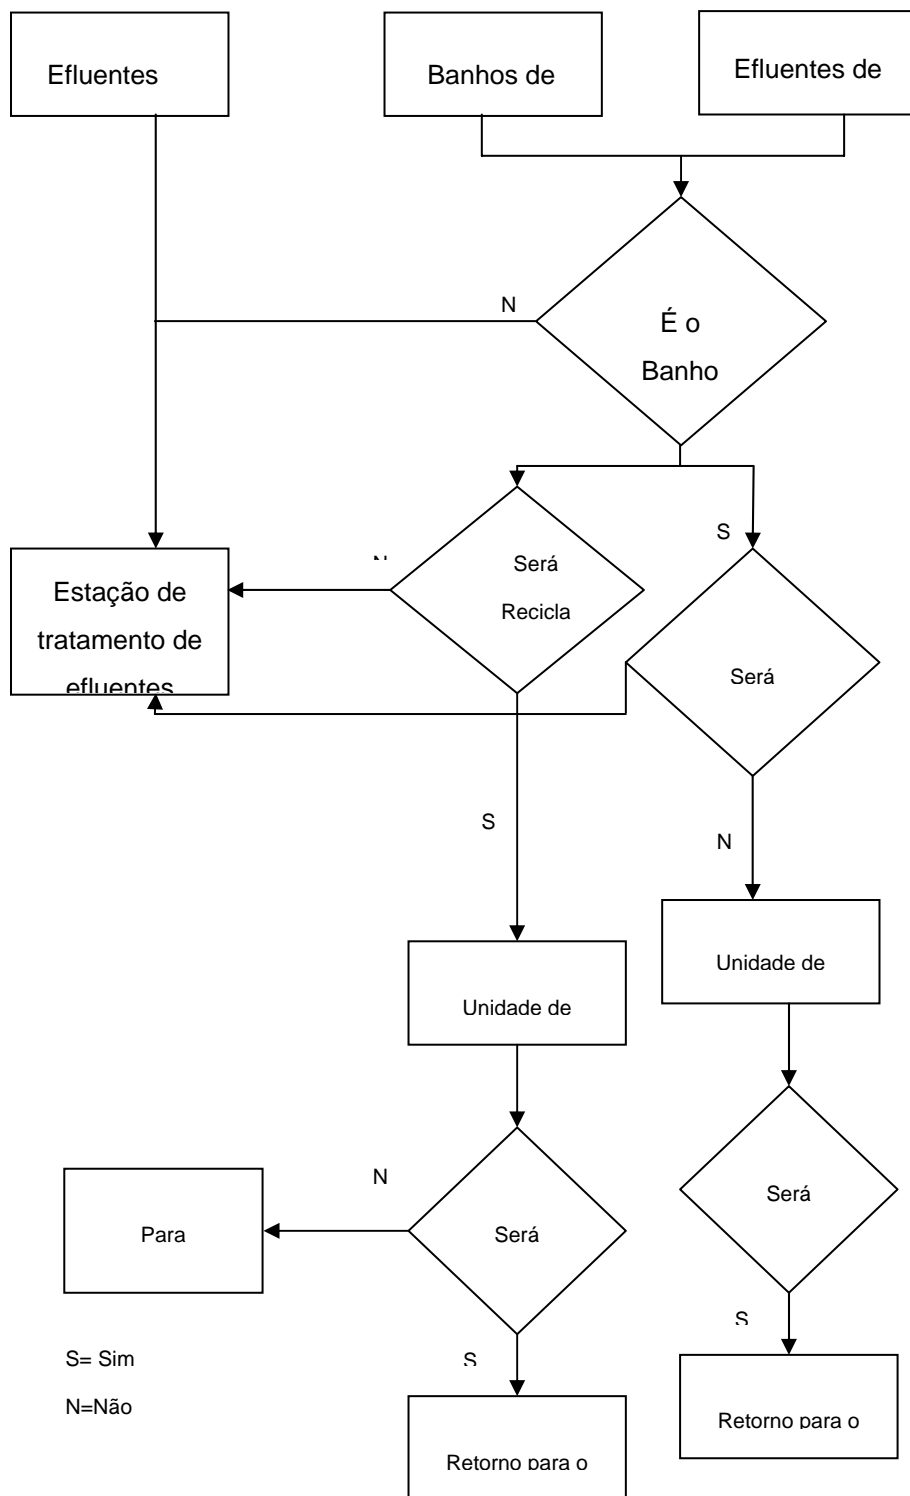 Efluentes
Banhos de
Efluentes de
N
É o
Banho
S
Será
Recicla
Estação de
tratamento de
efluentes
Será
S
N
Unidade de
Unidade de
N
Será
Para
Será
S
S= Sim
S
N=Não
Retorno para o
Retorno para o